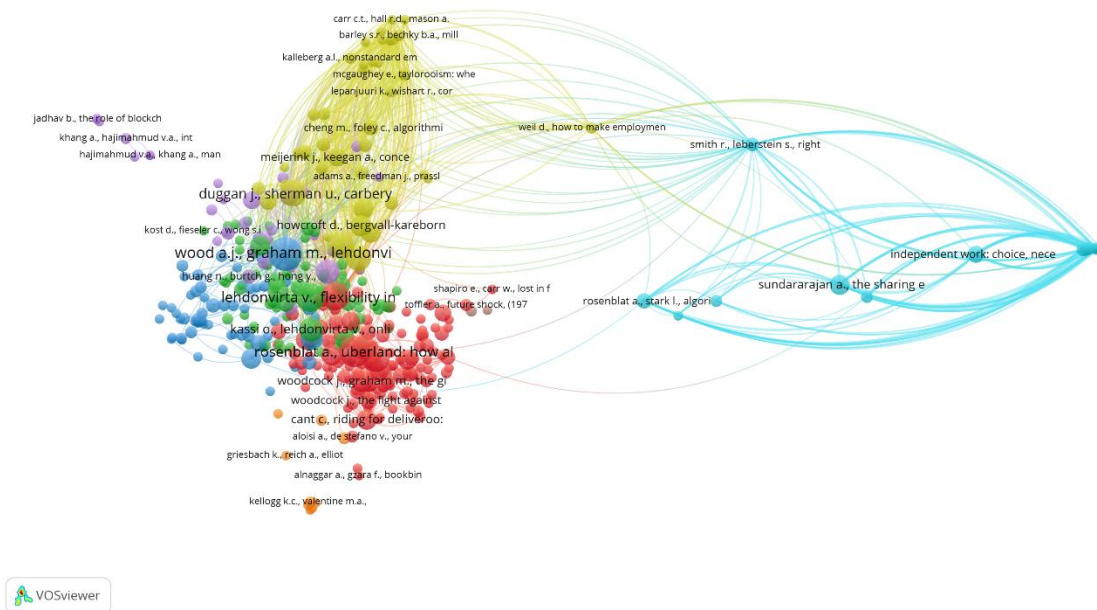 carr c.t., hall r.d., mason a.
barley s.r., bechky b.a., mill
kalleberg a.l., nonstandard em
mcgaughey e., taylorooism: whe
lepanjuuri k., wishart r., cor
jadhav b., the role of blockch
cheng m., foley c., algorithmi
weil d., how to make employmen
khang a., hajimahmud v.a., int
smith r., leberstein s., right
hajimahmud v.a., khang a., man
meijerink j., keegan a., conce
adams a., freedman j., prassl
duggan j., sherman u., carbery
kost d., fieseler c., wong s.i
howcroft d., bergvall-kareborn
wood a.j., graham m., lehdonvi
independent work: choice, nece
huang n., burtch g., hong y.,
sundararajan a., the sharing e
shapiro e., carr w., lost in f
lehdonvirta v., flexibility in
rosenblat a., stark l., algori
toffler a., future shock, (197
kassi o., lehdonvirta v., onli
rosenblat a., uberland: how al
woodcock j., graham m., the gi
woodcock j., the fight against
cant c., riding for deliveroo:
aloisi a., de stefano v., your
griesbach k., reich a., elliot
alnaggar a., gzara f., bookbin
kellogg k.c., valentine m.a.,
VOSviewer